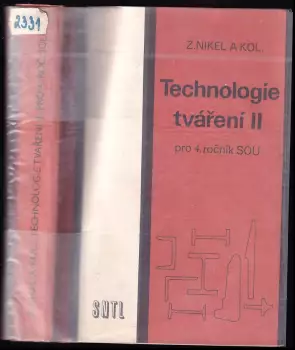 2331
Z. NIKEL A KOL.
Technologie
tváření II
pro 4. ročník SOU
SNTL